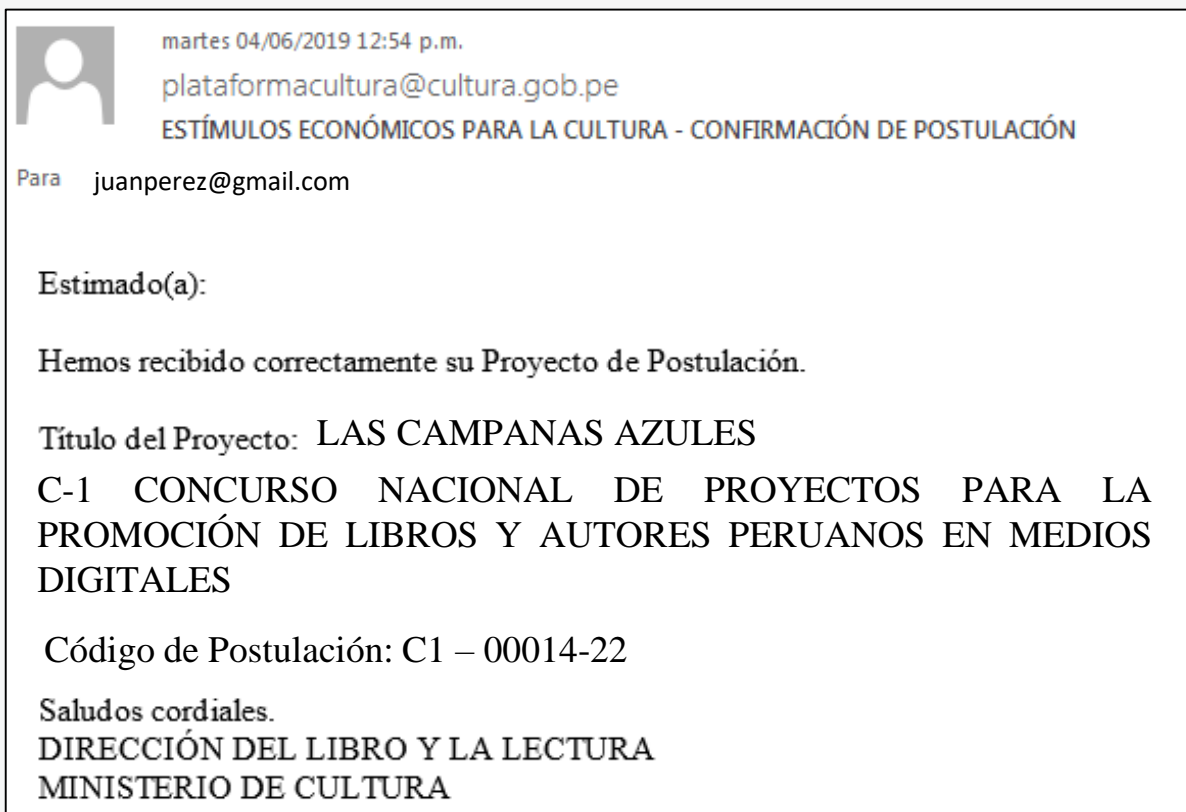 martes 04/06/2019 12:54 p.m.
plataformacultura@cultura.gob.pe
ESTÍMULOS ECONÓMICOS PARA LA CULTURA - CONFIRMACIÓN DE POSTULACIÓN
Para juanperez@gmail.com
Estimado(a):
Hemos recibido correctamente su Proyecto de Postulación.
Título del Proyecto: LAS CAMPANAS AZULES
C-1 CONCURSO NACIONAL DE PROYECTOS PARA LA
PROMOCIÓN DE LIBROS Y AUTORES PERUANOS EN MEDIOS
DIGITALES
Código de Postulación: C1 – 00014-22
Saludos cordiales.
DIRECCIÓN DEL LIBRO Y LA LECTURA
MINISTERIO DE CULTURA